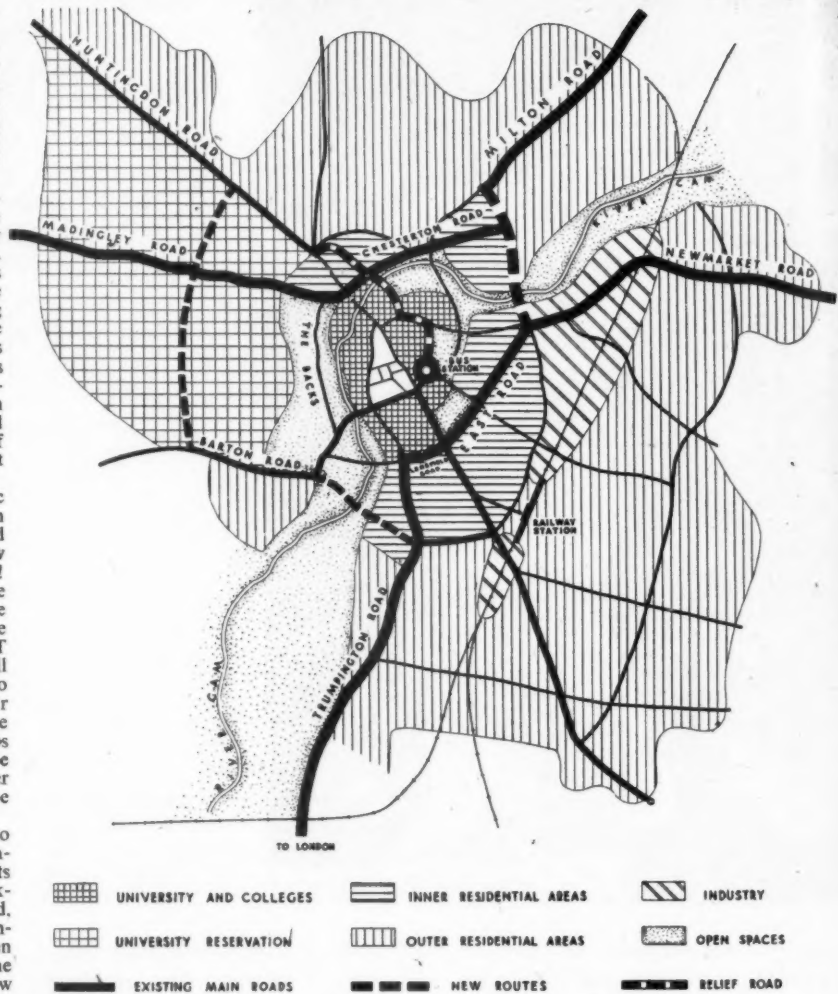 HUNTINGDON ROAD
MILTON ROAD
MADINGLEY ROAD
CHESTERTON ROAD
RIVER CAM
NEWMARKET ROAD
THE BACKS
BUS
STATION
EAST ROAD
BARTON ROAD
ROAD
RAILWAY
STATION
TRUMPINGTON ROAD
RIVER CAM
TO LONDON
UNIVERSITY AND COLLEGES
INNER RESIDENTIAL AREAS
INDUSTRY
UNIVERSITY RESERVATION
OUTER RESIDENTIAL AREAS
OPEN SPACES
EXISTING MAIN ROADS
NEW ROUTES
RELIEF ROAD